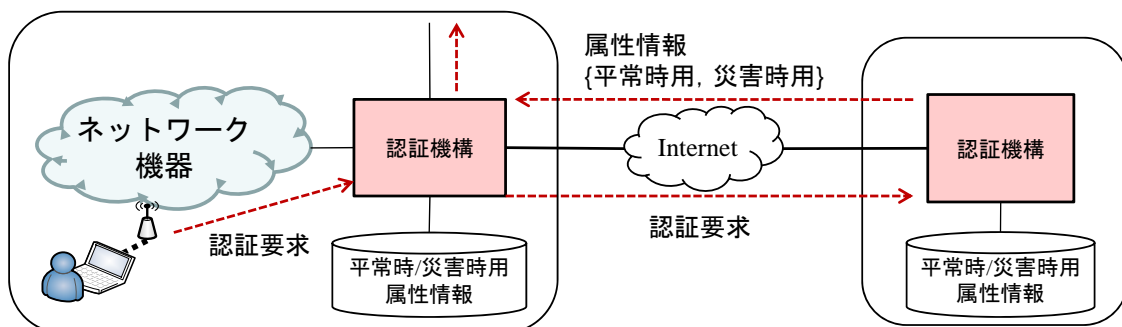 属性情報
{平常時用, 災害時用}
ネットワーク
機器
認証機構
Internet
認証機構
認証要求
認証要求
平常時/災害時用
属性情報
平常時/災害時用
属性情報